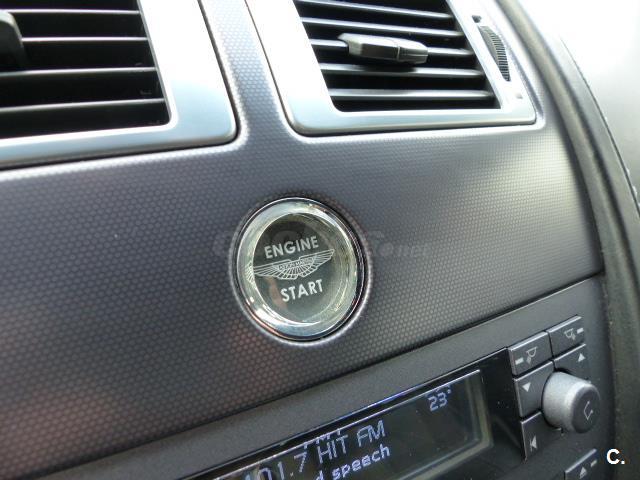 ENGINE
START
23°
101.7 HIT FM
speech
C.